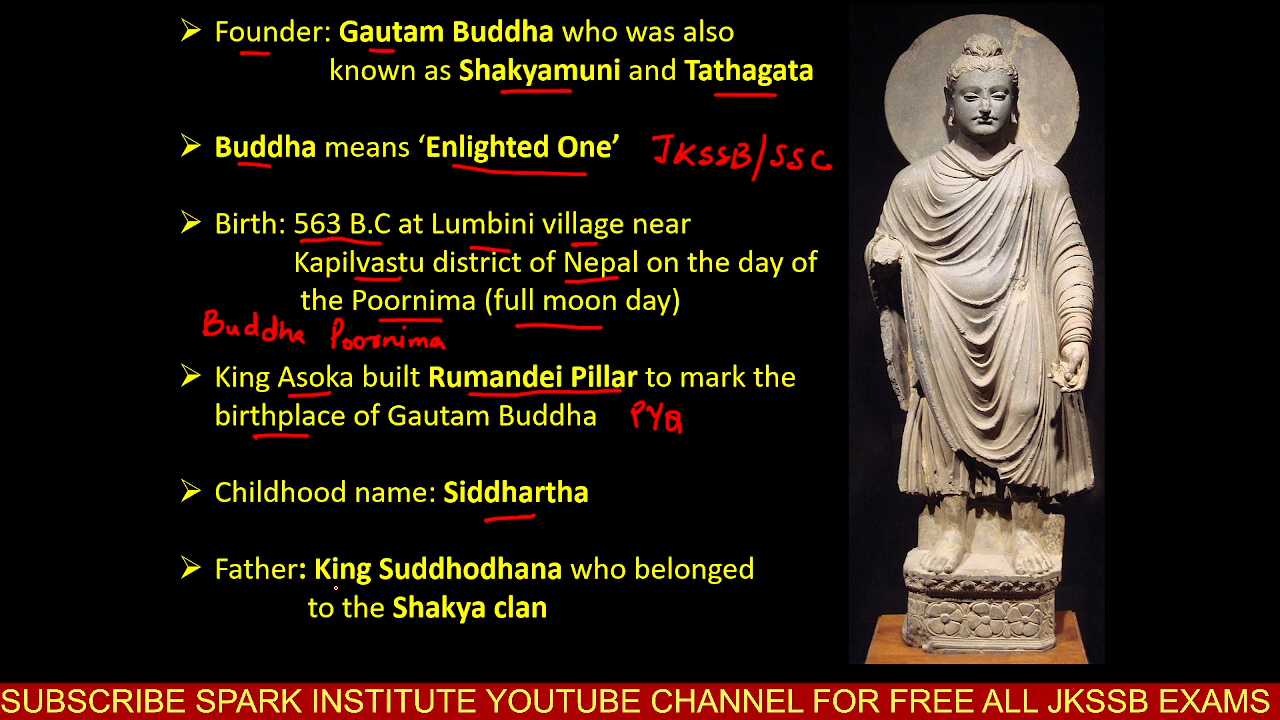 ➢ Founder: Gautam Buddha who was also
known as Shakyamuni and Tathagata
➢ Buddha means ‘Enlighted One’ JKSSB/SSC
➢ Birth: 563 B.C at Lumbini village near
Kapilvastu district of Nepal on the day of
the Poornima (full moon day)
Buddha Poornima
➢ King Asoka built Rumandei Pillar to mark the
birthplace of Gautam Buddha PYQ
➢ Childhood name: Siddhartha
➢ Father: King Suddhodhana who belonged
to the Shakya clan
SUBSCRIBE SPARK INSTITUTE YOUTUBE CHANNEL FOR FREE ALL JKSSB EXAMS